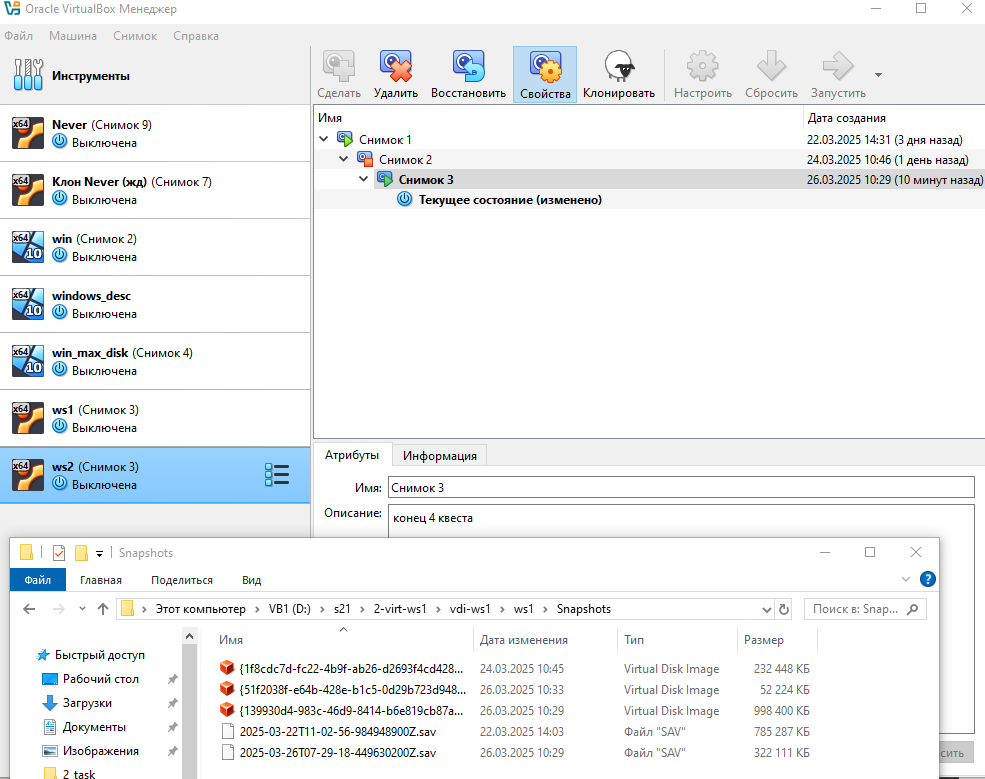 Oracle VirtualBox Менеджер
Файл Машина Снимок Справка
Инструменты
Сделать Удалить Восстановить Свойства Клонировать Настроить Сбросить Запустить
Never (Снимок 9)
Выключена
Клон Never (жд) (Снимок 7)
Выключена
win (Снимок 2)
Выключена
windows_desc
Выключена
win_max_disk (Снимок 4)
Выключена
ws1 (Снимок 3)
Выключена
ws2 (Снимок 3)
Выключена
Имя Дата создания
Снимок 1 22.03.2025 14:31 (3 дня назад)
Снимок 2 24.03.2025 10:46 (1 день назад)
Снимок 3 26.03.2025 10:29 (10 минут назад)
Текущее состояние (изменено)
Атрибуты Информация
Имя: Снимок 3
Описание: конец 4 квеста
Snapshots
Файл Главная Поделиться Вид
Этот компьютер VB1 (D:) s21 2-virt-ws1 vdi-ws1 ws1 Snapshots
Поиск в: Snap...
Быстрый доступ
Рабочий стол
Загрузки
Документы
Изображения
2 task
Имя Дата изменения Тип Размер
{1f8cdc7d-fc22-4b9f-ab26-d2693f4cd428... 24.03.2025 10:45 Virtual Disk Image 232 448 КБ
{51f2038f-e64b-428e-b1c5-0d29b723d948... 26.03.2025 10:33 Virtual Disk Image 52 224 КБ
{139930d4-983c-46d9-8414-b6e819cb87a... 26.03.2025 10:29 Virtual Disk Image 998 400 КБ
2025-03-22T11-02-56-984948900Z.sav 22.03.2025 14:03 Файл "SAV" 785 287 КБ
2025-03-26T07-29-18-449630200Z.sav 26.03.2025 10:29 Файл "SAV" 322 111 КБ